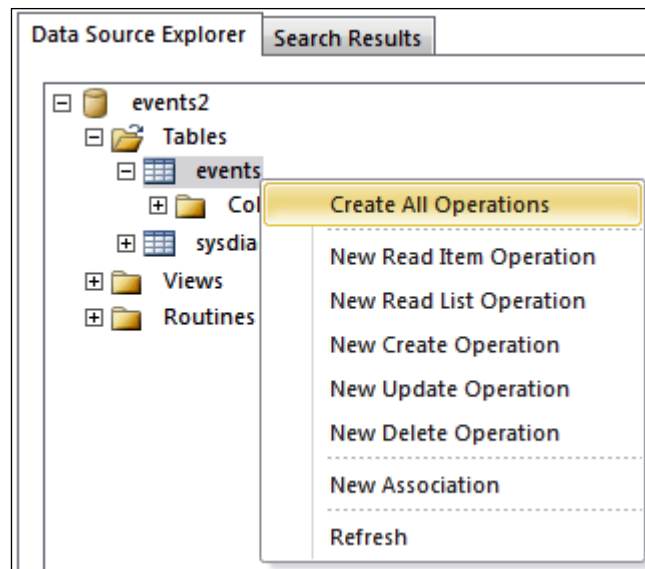 Data Source Explorer
Search Results
events2
Tables
events
Col
sysdia
Views
Routines
Create All Operations
New Read Item Operation
New Read List Operation
New Create Operation
New Update Operation
New Delete Operation
New Association
Refresh